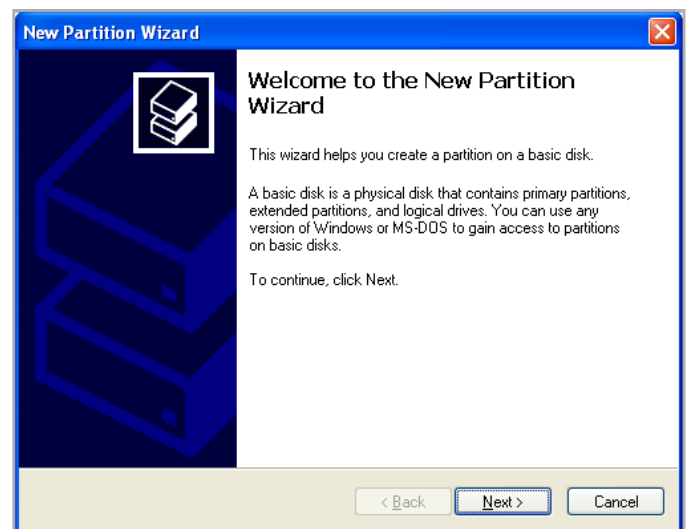 New Partition Wizard
Welcome to the New Partition
Wizard
This wizard helps you create a partition on a basic disk.
A basic disk is a physical disk that contains primary partitions,
extended partitions, and logical drives. You can use any
version of Windows or MS-DOS to gain access to partitions
on basic disks.
To continue, click Next.
< Back
Next >
Cancel